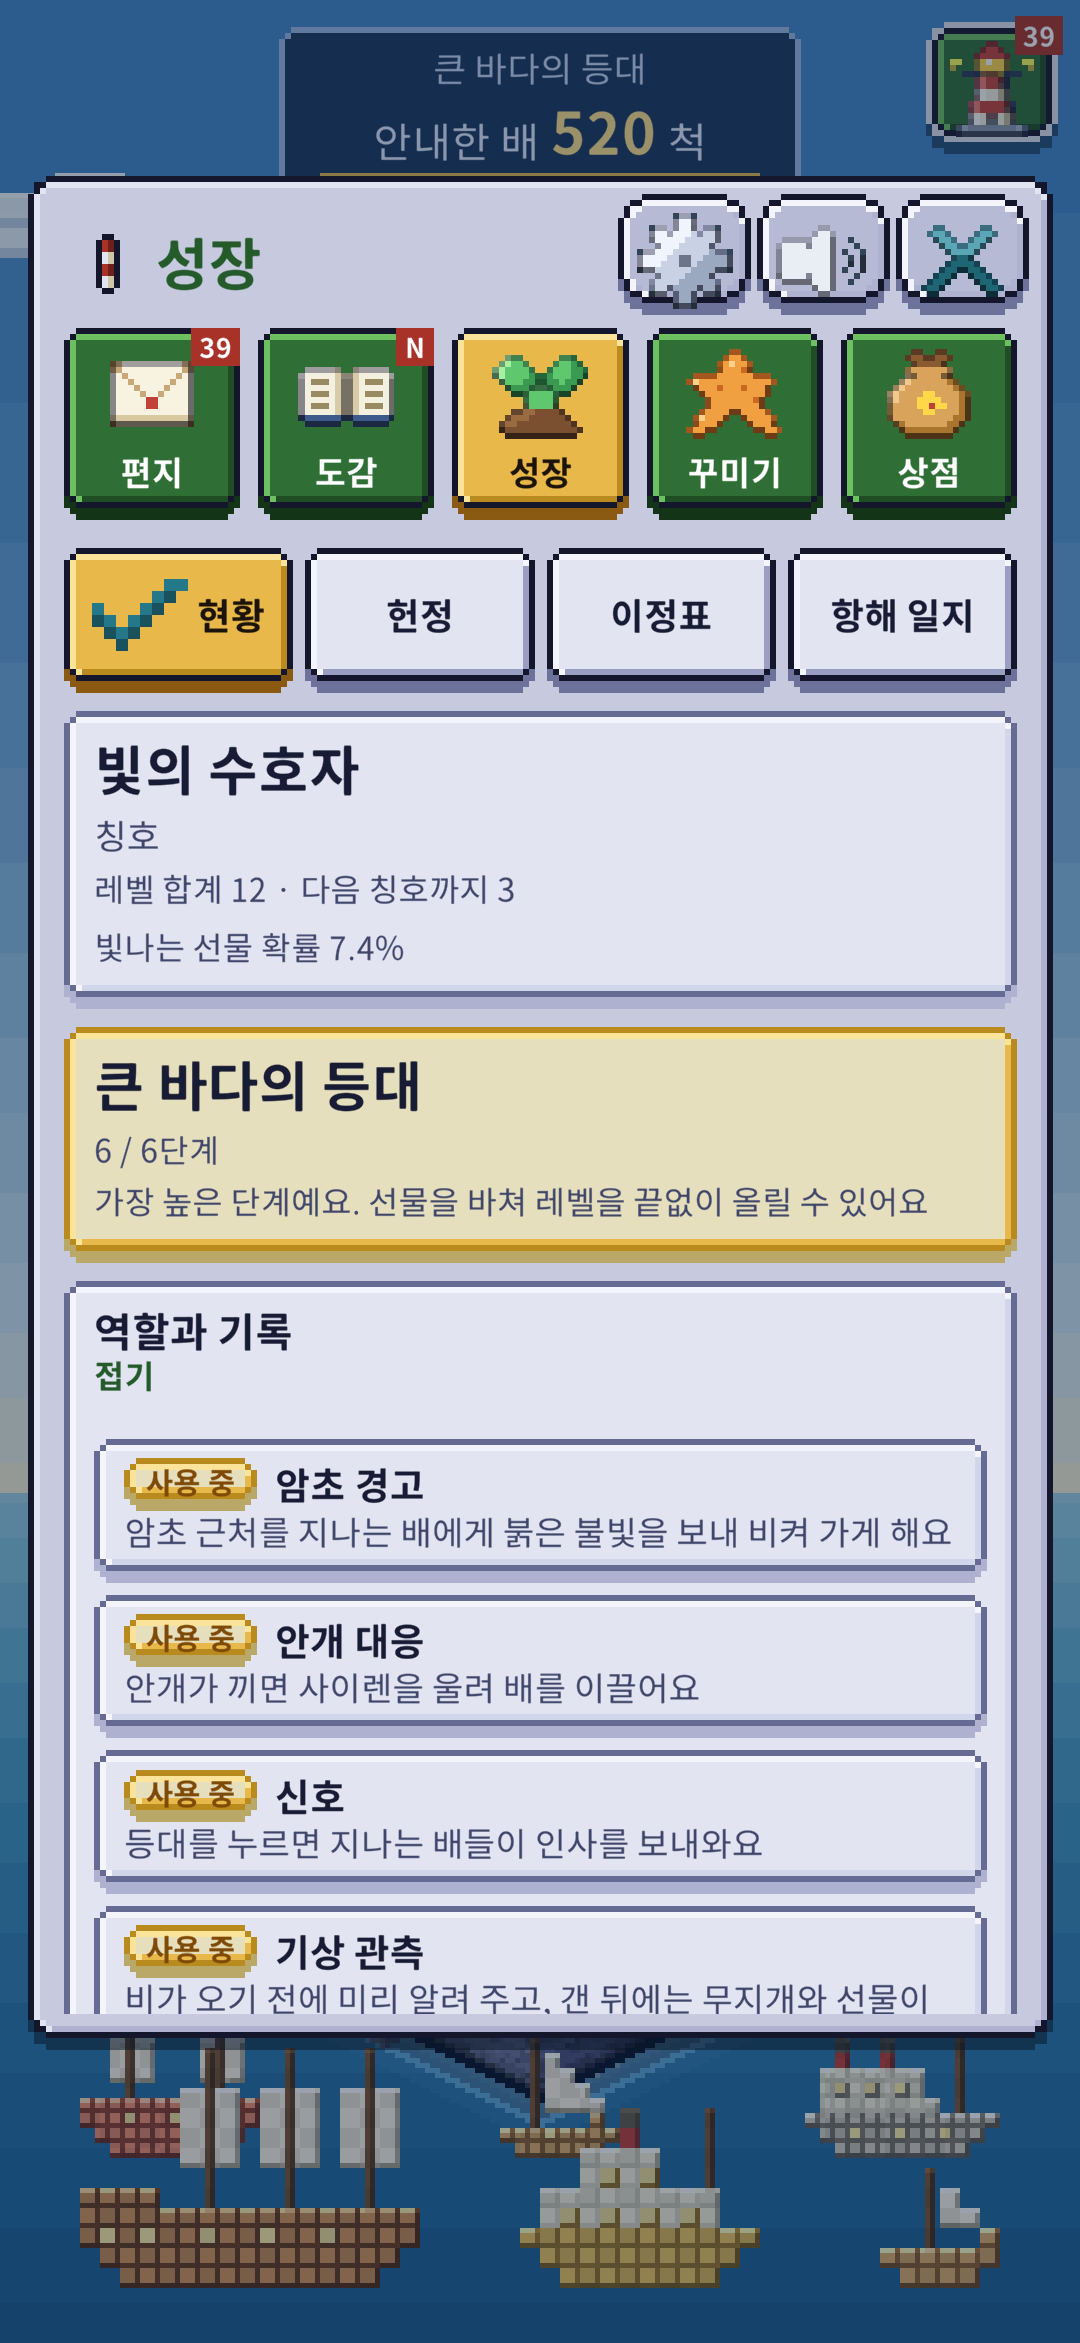 큰 바다의 등대
안내한 배 520 척
39
성장
39
N
편지
도감
성장
꾸미기
상점
현황
헌정
이정표
항해 일지
빛의 수호자
칭호
레벨 합계 12 · 다음 칭호까지 3
빛나는 선물 확률 7.4%
큰 바다의 등대
6 / 6단계
가장 높은 단계예요. 선물을 바쳐 레벨을 끝없이 올릴 수 있어요
역할과 기록
접기
사용 중 암초 경고
암초 근처를 지나는 배에게 붉은 불빛을 보내 비켜 가게 해요
사용 중 안개 대응
안개가 끼면 사이렌을 울려 배를 이끌어요
사용 중 신호
등대를 누르면 지나는 배들이 인사를 보내와요
사용 중 기상 관측
비가 오기 전에 미리 알려 주고, 갠 뒤에는 무지개와 선물이